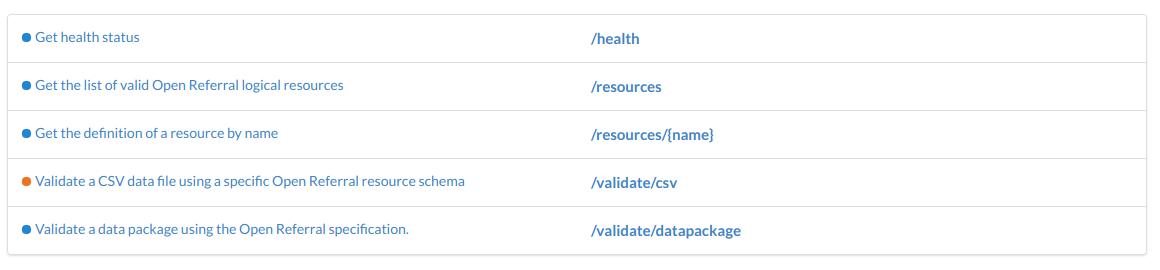 Get health status /health
Get the list of valid Open Referral logical resources /resources
Get the definition of a resource by name /resources/{name}
Validate a CSV data file using a specific Open Referral resource schema /validate/csv
Validate a data package using the Open Referral specification. /validate/datapackage